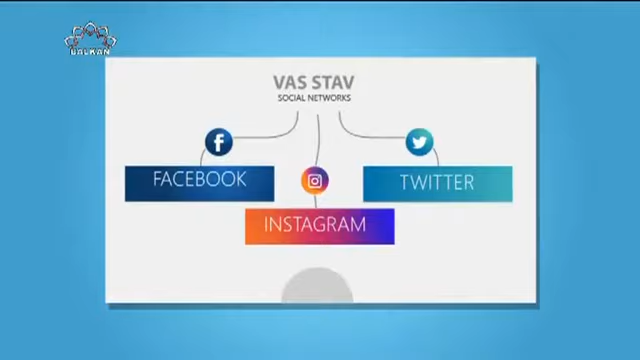 BALKAN
VAS STAV
SOCIAL NETWORKS
FACEBOOK
TWITTER
INSTAGRAM